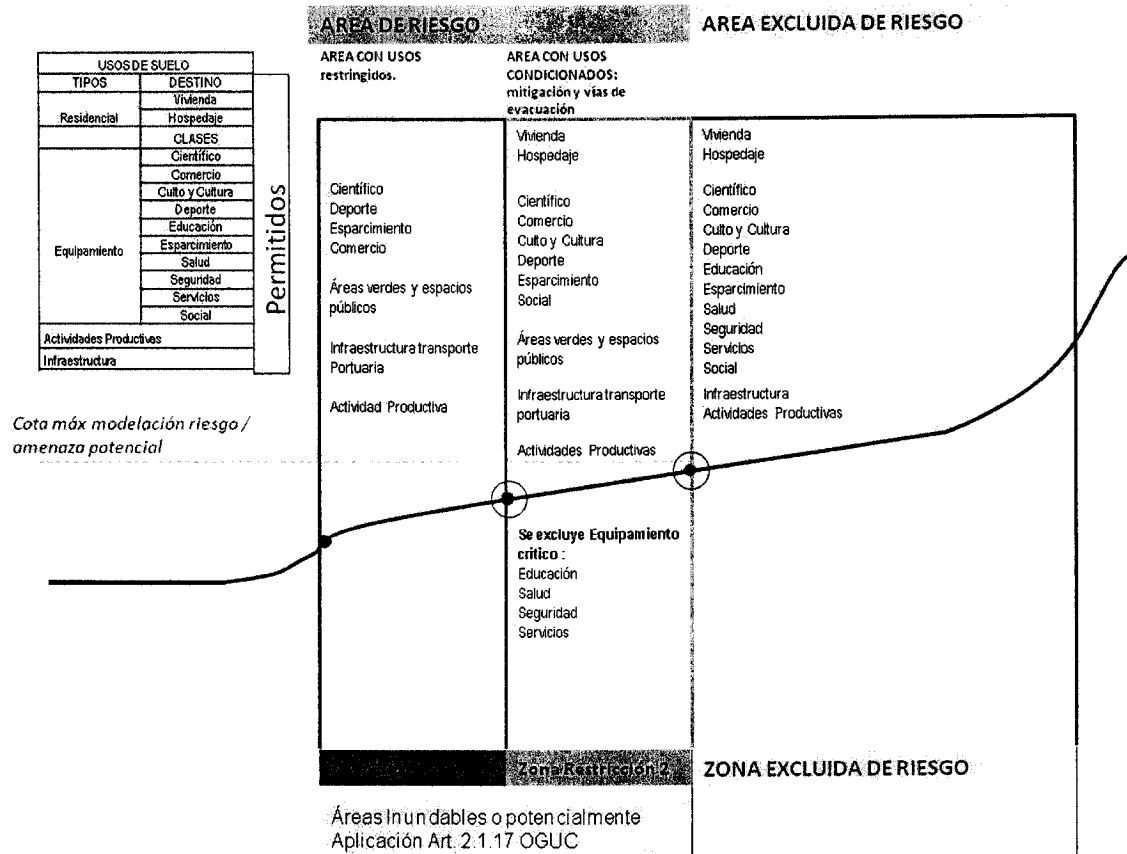 AREA DE RIESGO
AREA EXCLUIDA DE RIESGO
AREA CON USOS
restringidos.
AREA CON USOS
CONDICIONADOS:
mitigación y vías de
evacuación
USOS DE SUELO
TIPOS DESTINO
Residencial
Vivienda
Hospedaje
CLASES
Equipamiento
Científico
Comercio
Culto y Cultura
Deporte
Educación
Esparcimiento
Salud
Seguridad
Servicios
Social
Actividades Productivas
Infraestructura
Permitidos
Cota máx modelación riesgo /
amenaza potencial
Científico
Deporte
Esparcimiento
Comercio
Áreas verdes y espacios
públicos
Infraestructura transporte
Portuaria
Actividad Productiva
Vivienda
Hospedaje
Científico
Comercio
Culto y Cultura
Deporte
Esparcimiento
Social
Áreas verdes y espacios
públicos
Infraestructura transporte
portuaria
Actividades Productivas
Se excluye Equipamiento
crítico :
Educación
Salud
Seguridad
Servicios
Vivienda
Hospedaje
Científico
Comercio
Culto y Cultura
Deporte
Educación
Esparcimiento
Salud
Seguridad
Servicios
Social
Infraestructura
Actividades Productivas
Zona Restricción 2
ZONA EXCLUIDA DE RIESGO
Áreas Inundables o potencialmente
Aplicación Art. 2.1.17 OGUC